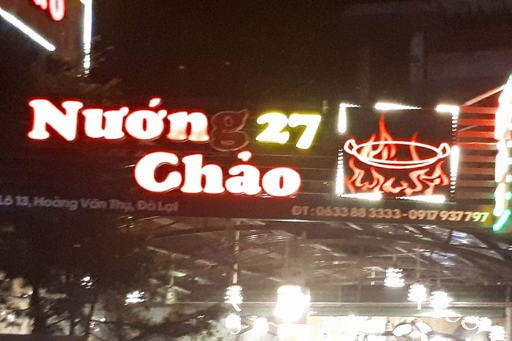 Nướng 27
Chảo
Lô 13, Hoàng Văn Thụ, Đà Lạt
ĐT : 0633 88 3333 - 0917 937 797